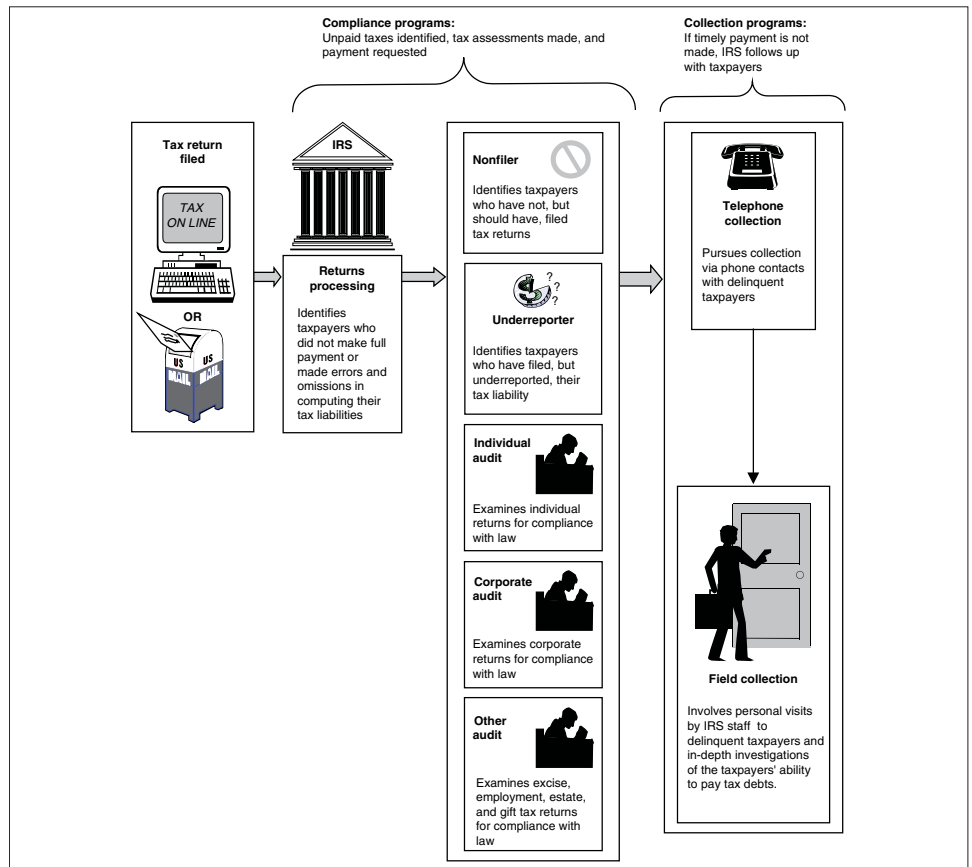 Compliance programs:
Unpaid taxes identified, tax assessments made, and
payment requested
Collection programs:
If timely payment is not
made, IRS follows up
with taxpayers
Tax return
filed
TAX
ON LINE
OR
US
US
MAIL
MAIL
IRS
Returns
processing
Identifies
taxpayers who
did not make full
payment or
made errors and
omissions in
computing their
tax liabilities
Nonfiler
Identifies taxpayers
who have not, but
should have, filed
tax returns
$
?
?
?
Underreporter
Identifies taxpayers
who have filed, but
underreported, their
tax liability
Individual
audit
Examines individual
returns for compliance
with law
Corporate
audit
Examines corporate
returns for compliance
with law
Other
audit
Examines excise,
employment, estate,
and gift tax returns
for compliance with
law
Telephone
collection
Pursues collection
via phone contacts
with delinquent
taxpayers
Field collection
Involves personal visits
by IRS staff to
delinquent taxpayers and
in-depth investigations
of the taxpayers' ability
to pay tax debts.